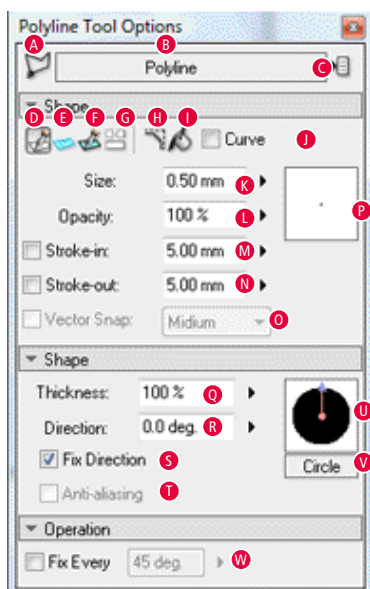 Polyline Tool Options
A B
Polyline C
Shape
D E F G H I Curve J
Size: 0.50 mm K P
Opacity: 100 % L
Stroke-in: 5.00 mm M
Stroke-out: 5.00 mm N
Vector Snap: Midium O
Shape
Thickness: 100 % Q U
Direction: 0.0 deg. R
Fix Direction S Circle V
Anti-aliasing T
Operation
Fix Every 45 deg. W